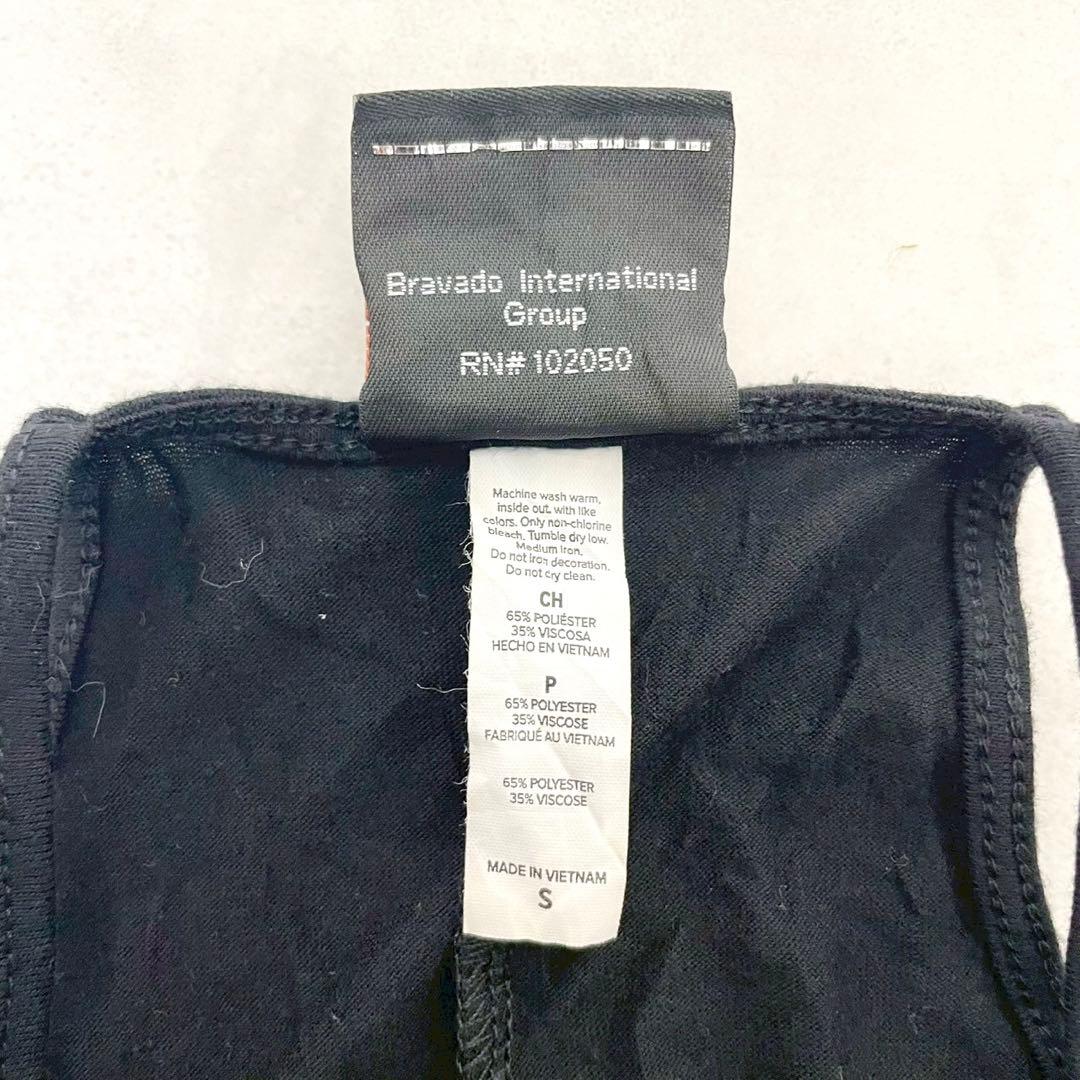 Bravado International
Group
RN# 102050
Machine wash warm,
inside out, with like
colors. Only non-chlorine
bleach. Tumble dry low.
Medium iron.
Do not iron decoration.
Do not dry clean.
CH
65% POLIÉSTER
35% VISCOSA
HECHO EN VIETNAM
P
65% POLYESTER
35% VISCOSE
FABRIQUÉ AU VIETNAM
65% POLYESTER
35% VISCOSE
MADE IN VIETNAM
S